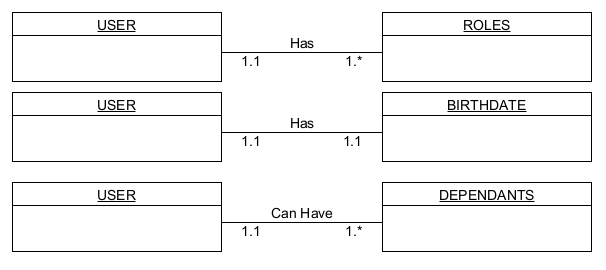 USER
ROLES
Has
1.1
1.*
USER
BIRTHDATE
Has
1.1
1.1
USER
DEPENDANTS
Can Have
1.1
1.*